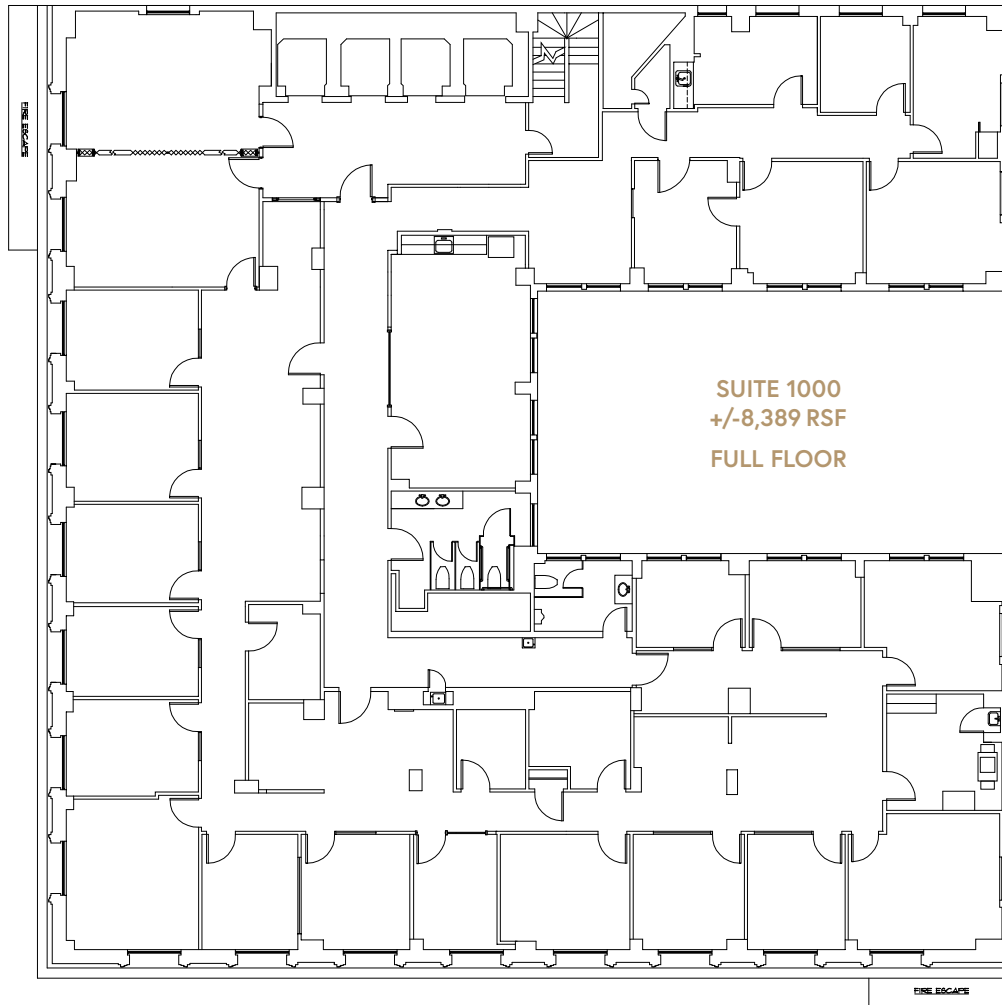 FIRE ESCAPE
SUITE 1000
+/-8,389 RSF
FULL FLOOR
FIRE ESCAPE